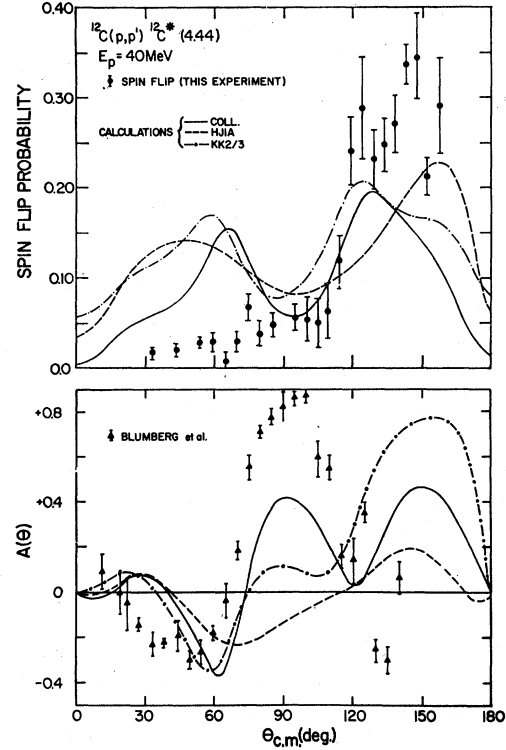 ¹²C(p,p') ¹²C* (4.44)
Eₚ = 40 MeV
SPIN FLIP (THIS EXPERIMENT)
CALCULATIONS { COLL.
HJIA
KK2/3
SPIN FLIP PROBABILITY
0.40
0.30
0.20
0.10
0.0
BLUMBERG et al.
A(θ)
+0.8
+0.4
0
-0.4
0 30 60 90 120 150 180
θc.m.(deg.)